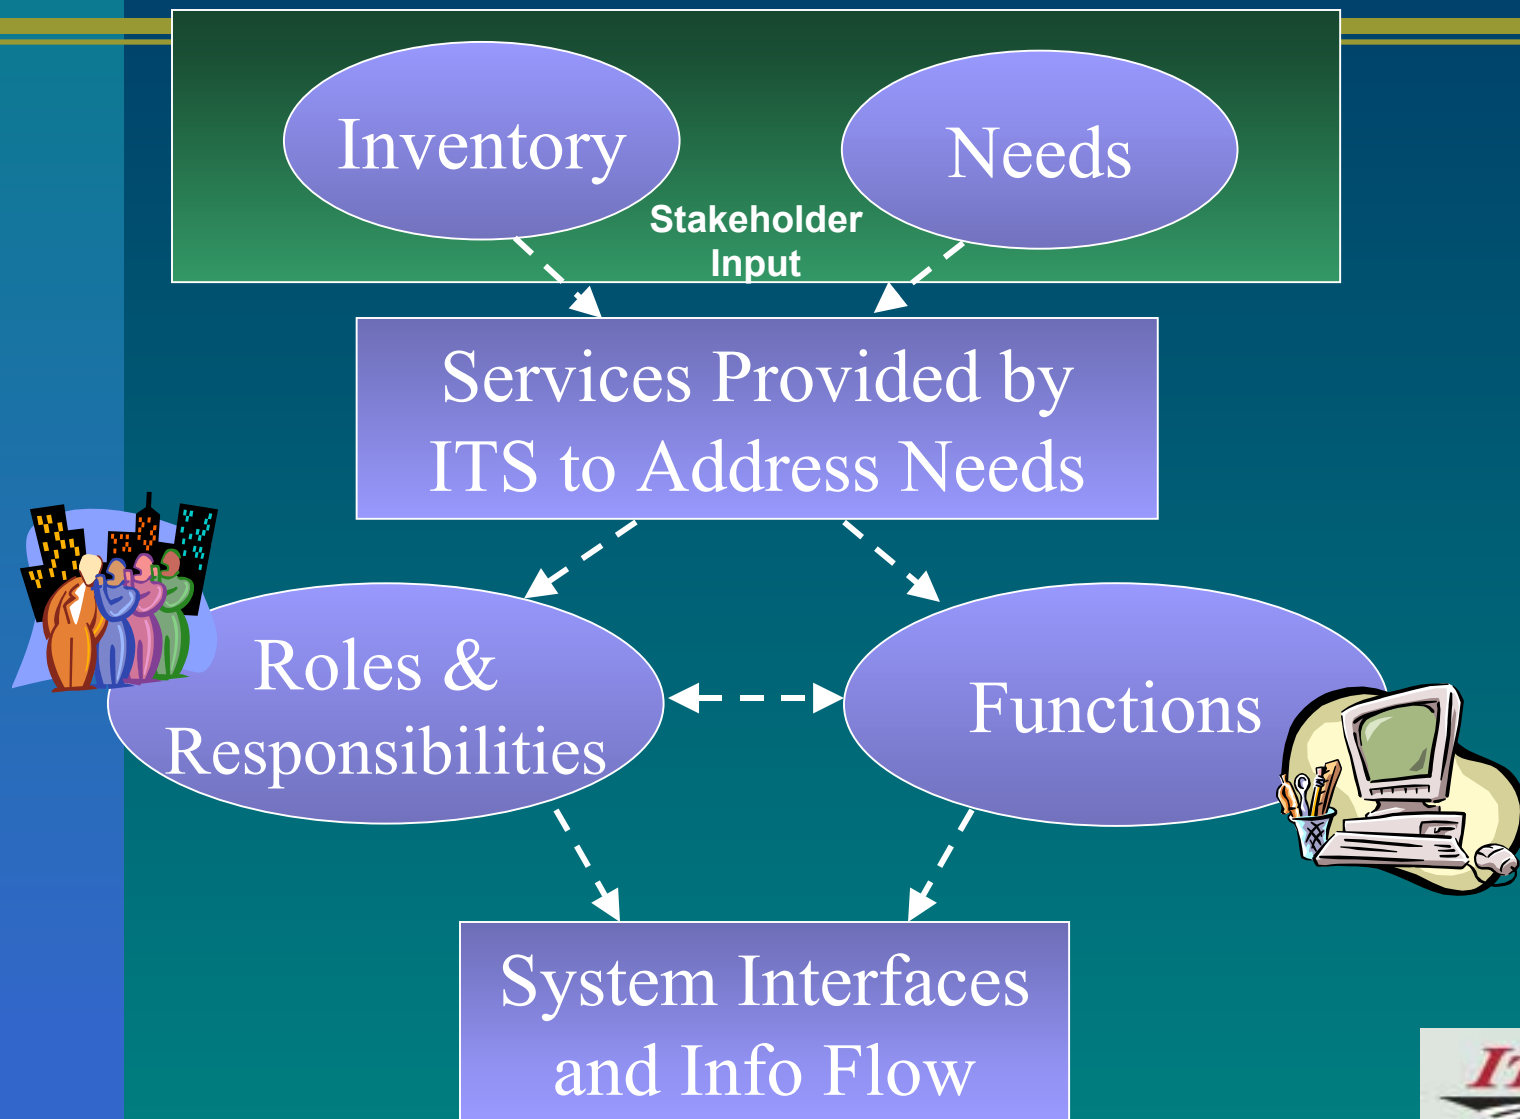 Inventory
Needs
Stakeholder
Input
Services Provided by
ITS to Address Needs
Roles &
Responsibilities
Functions
System Interfaces
and Info Flow